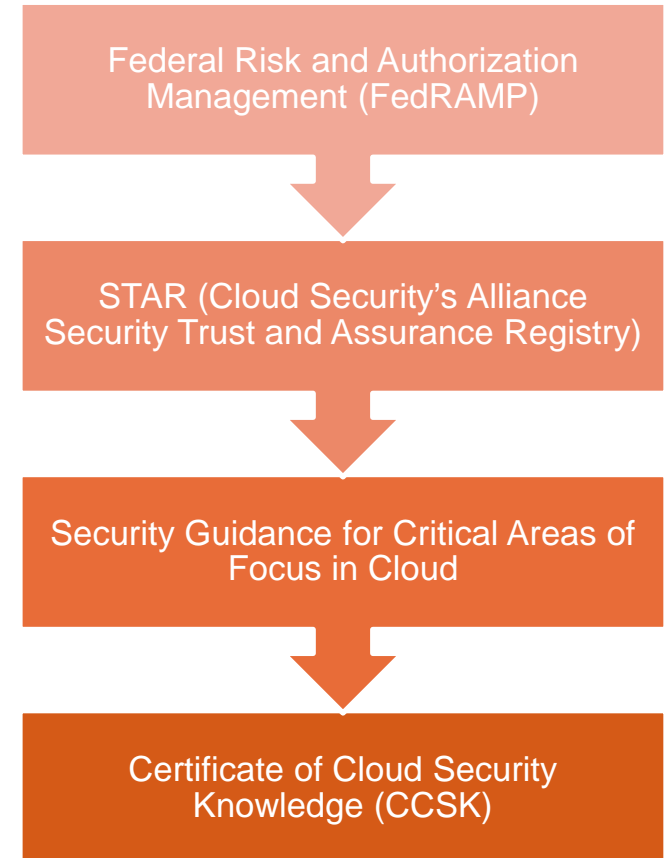 Federal Risk and Authorization
Management (FedRAMP)
STAR (Cloud Security’s Alliance
Security Trust and Assurance Registry)
Security Guidance for Critical Areas of
Focus in Cloud
Certificate of Cloud Security
Knowledge (CCSK)